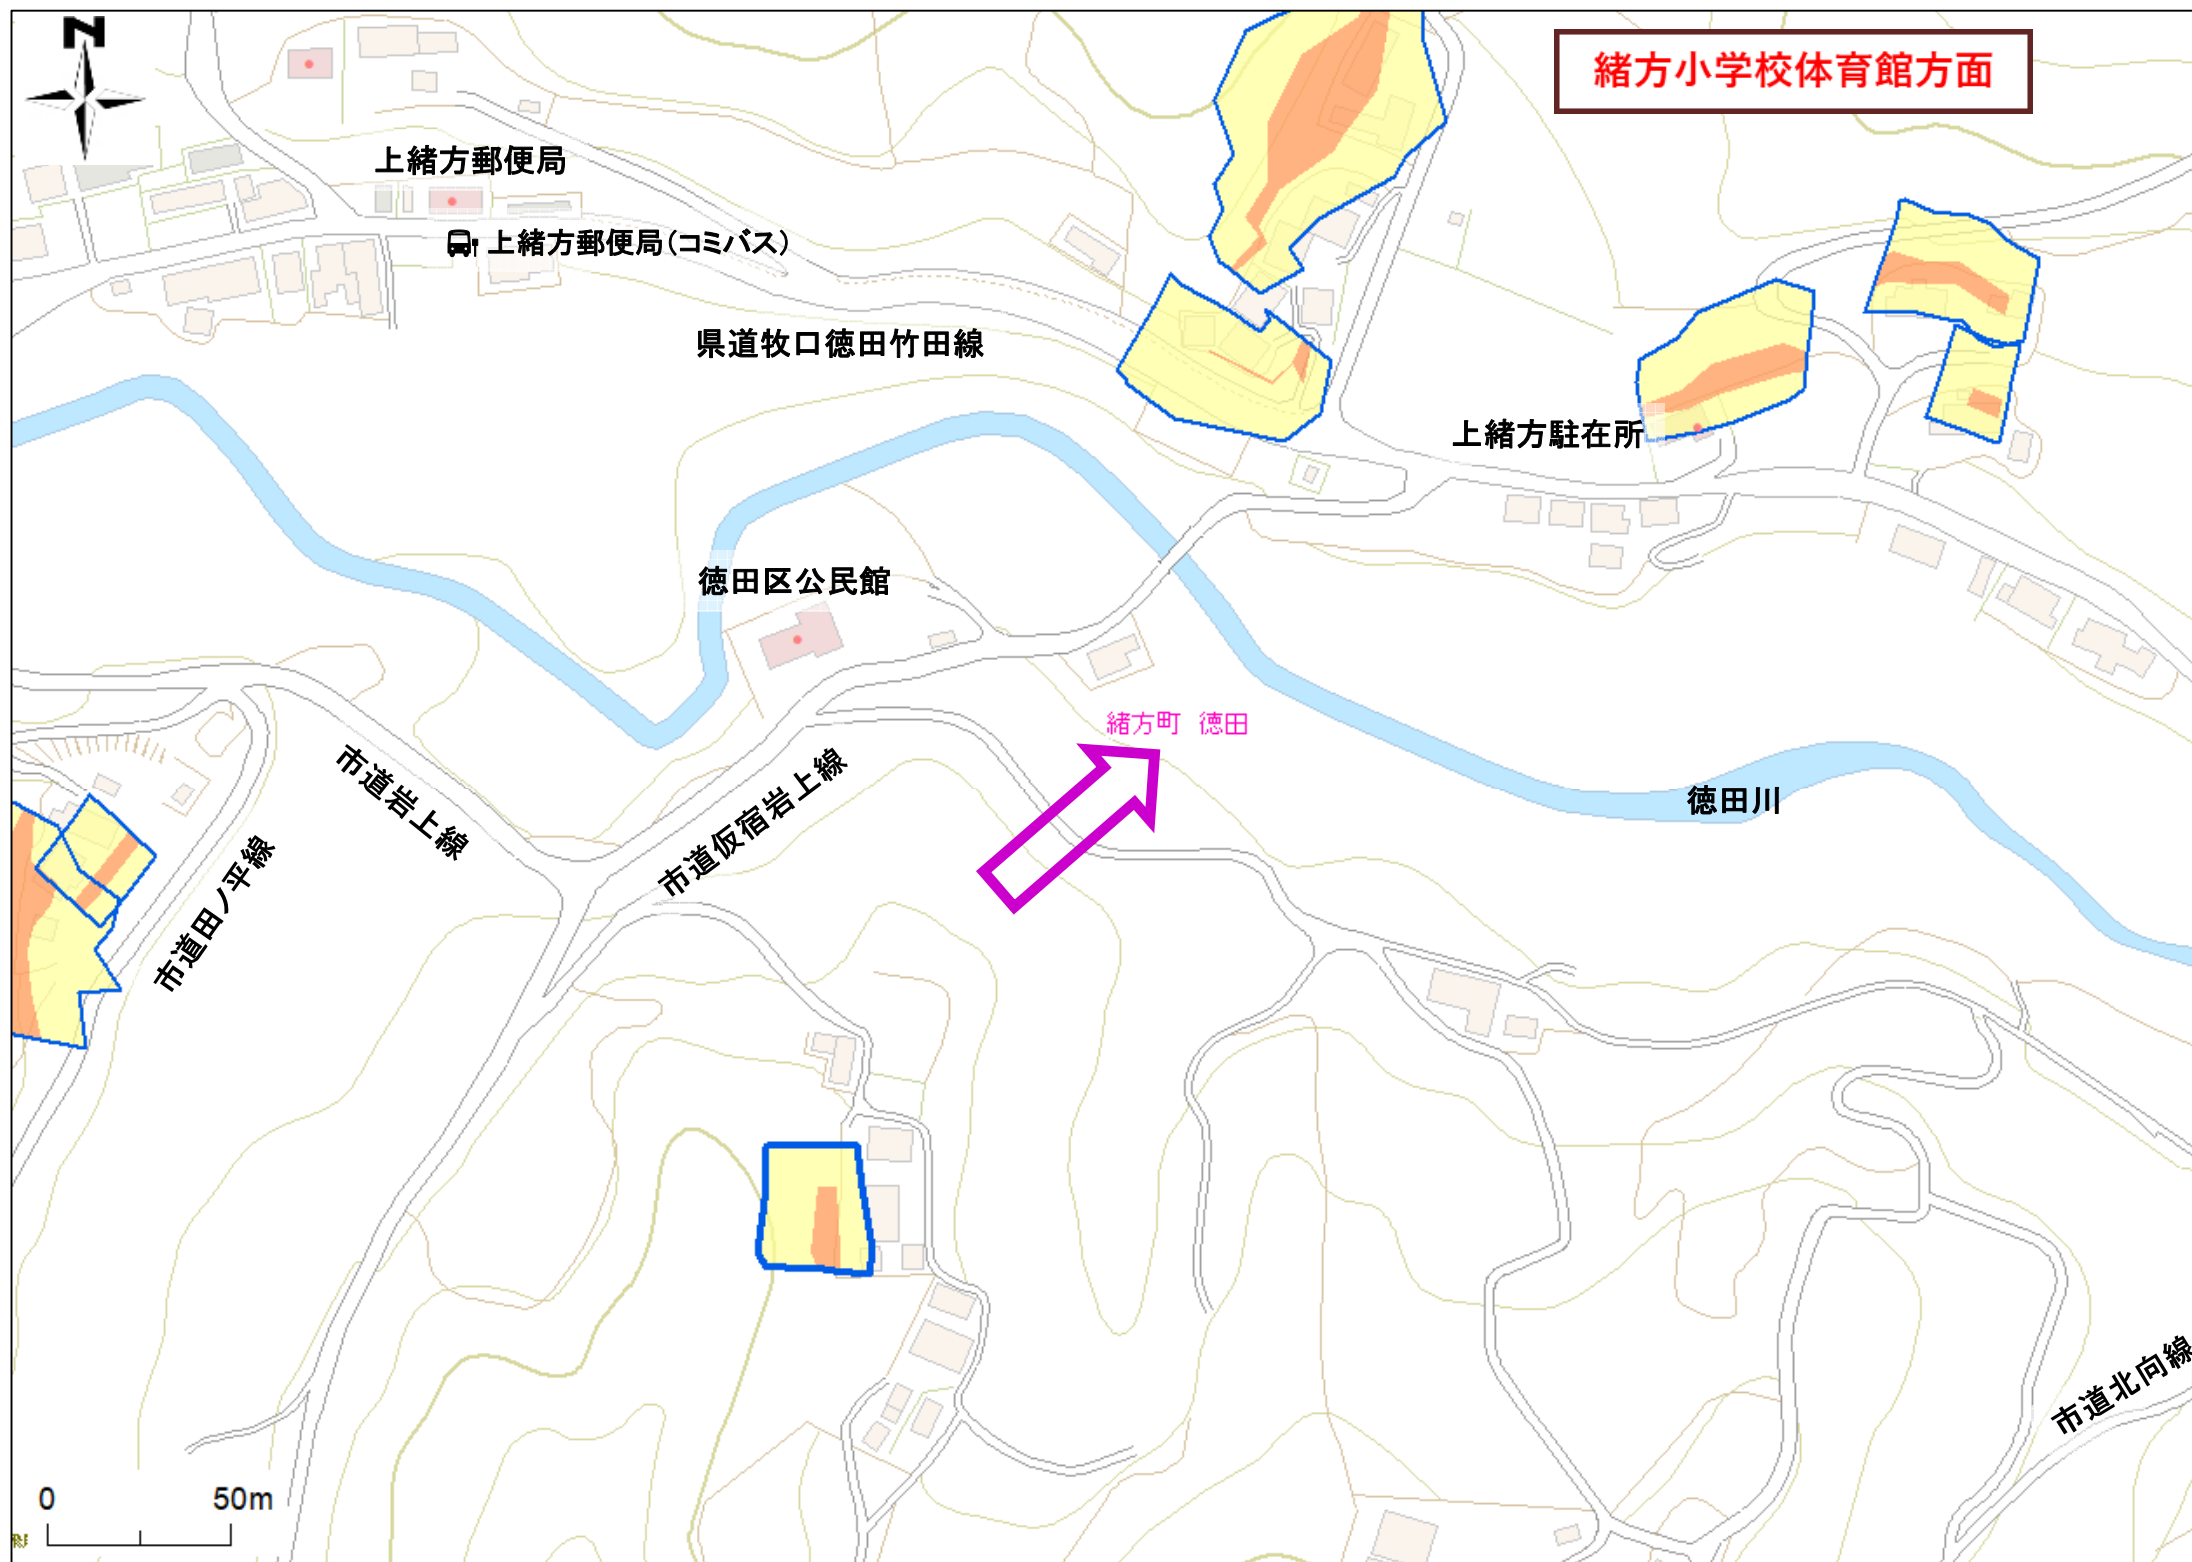 N
緒方小学校体育館方面
上緒方郵便局
上緒方郵便局(コミバス)
県道牧口徳田竹田線
上緒方駐在所
徳田区公民館
緒方町 徳田
市道岩上線
市道仮宿岩上線
徳田川
市道田ノ平線
市道北向線
0 50m